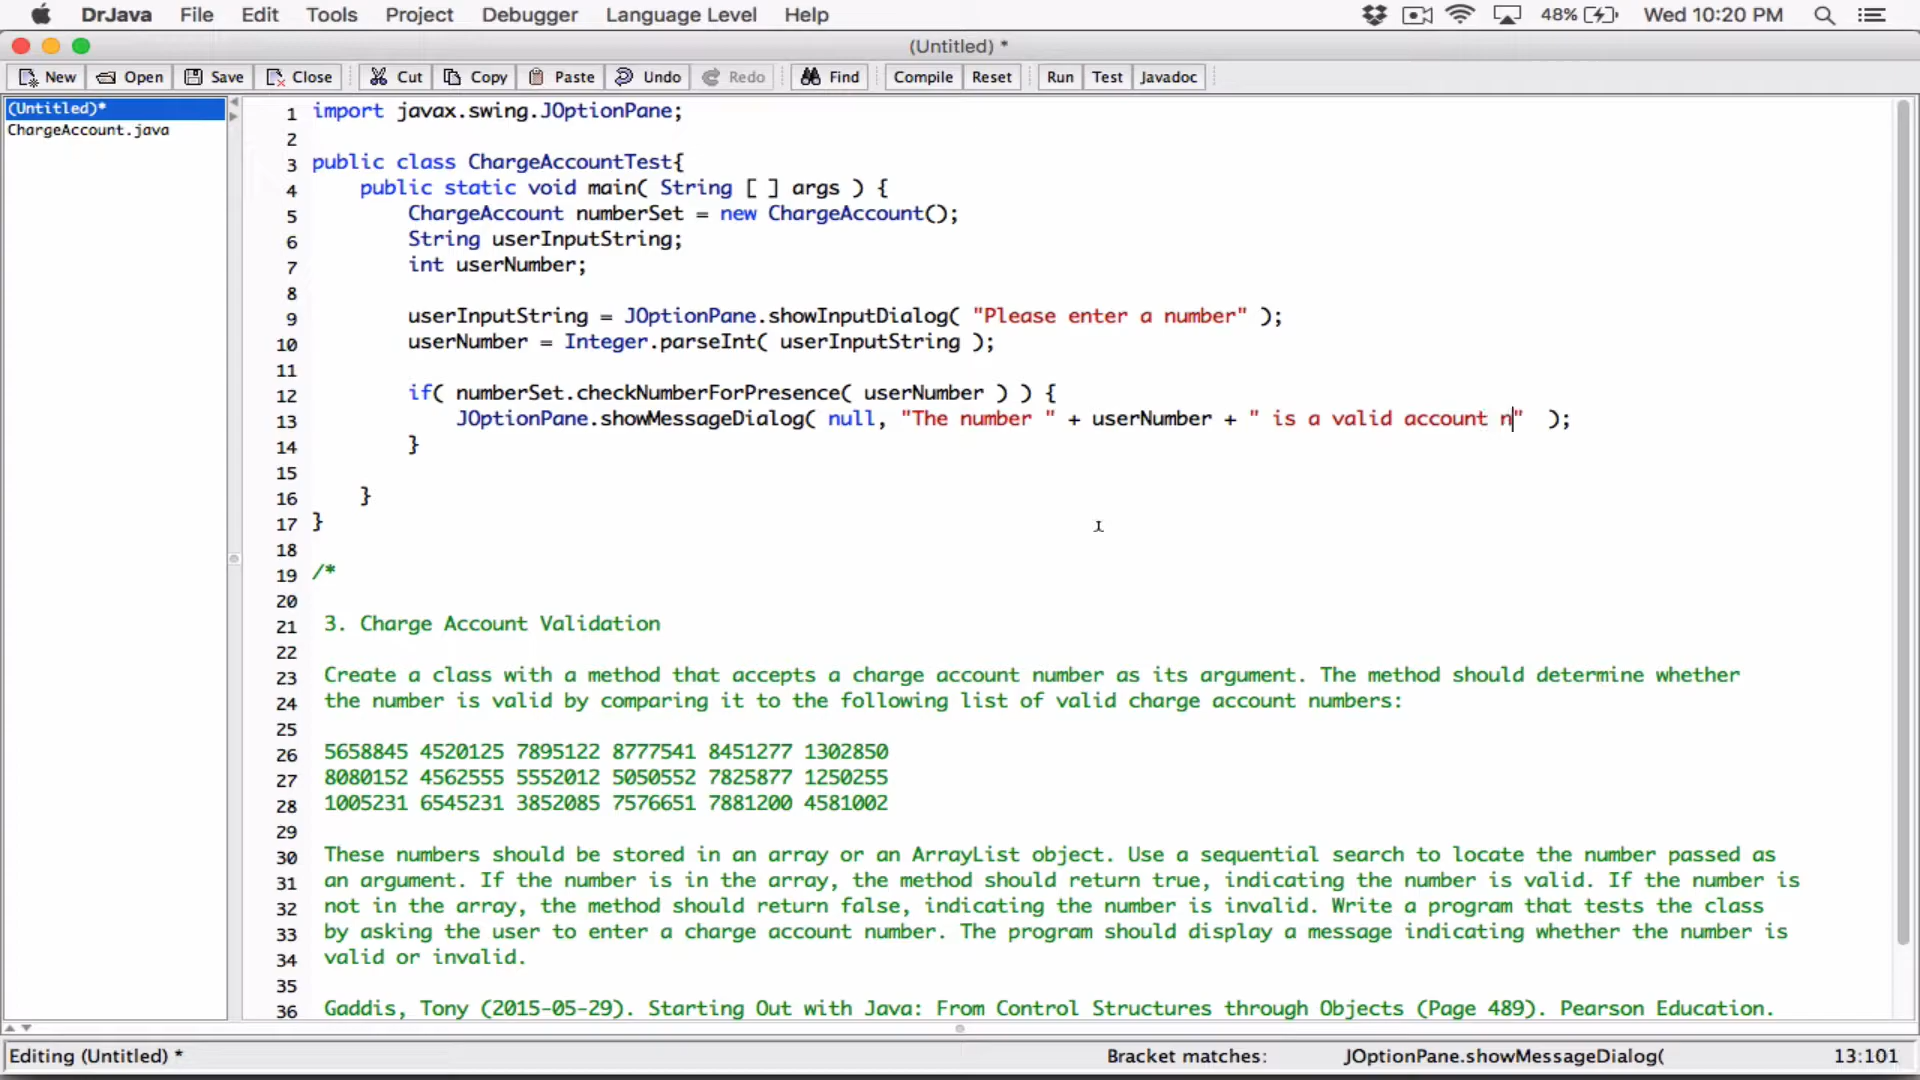 DrJava File Edit Tools Project Debugger Language Level Help 48% Wed 10:20 PM
(Untitled) *
New Open Save Close Cut Copy Paste Undo Redo Find Compile Reset Run Test Javadoc
(Untitled)*
ChargeAccount.java
1 import javax.swing.JOptionPane;
2
3 public class ChargeAccountTest{
4 public static void main( String [ ] args ) {
5 ChargeAccount numberSet = new ChargeAccount();
6 String userInputString;
7 int userNumber;
8
9 userInputString = JOptionPane.showInputDialog( "Please enter a number" );
10 userNumber = Integer.parseInt( userInputString );
11
12 if( numberSet.checkNumberForPresence( userNumber ) ) {
13 JOptionPane.showMessageDialog( null, "The number " + userNumber + " is a valid account n"  );
14 }
15
16 }
17 }
18
19 /*
20
21 3. Charge Account Validation
22
23 Create a class with a method that accepts a charge account number as its argument. The method should determine whether
24 the number is valid by comparing it to the following list of valid charge account numbers:
25
26 5658845 4520125 7895122 8777541 8451277 1302850
27 8080152 4562555 5552012 5050552 7825877 1250255
28 1005231 6545231 3852085 7576651 7881200 4581002
29
30 These numbers should be stored in an array or an ArrayList object. Use a sequential search to locate the number passed as
31 an argument. If the number is in the array, the method should return true, indicating the number is valid. If the number is
32 not in the array, the method should return false, indicating the number is invalid. Write a program that tests the class
33 by asking the user to enter a charge account number. The program should display a message indicating whether the number is
34 valid or invalid.
35
36 Gaddis, Tony (2015-05-29). Starting Out with Java: From Control Structures through Objects (Page 489). Pearson Education.
Editing (Untitled) * Bracket matches: JOptionPane.showMessageDialog( 13:101